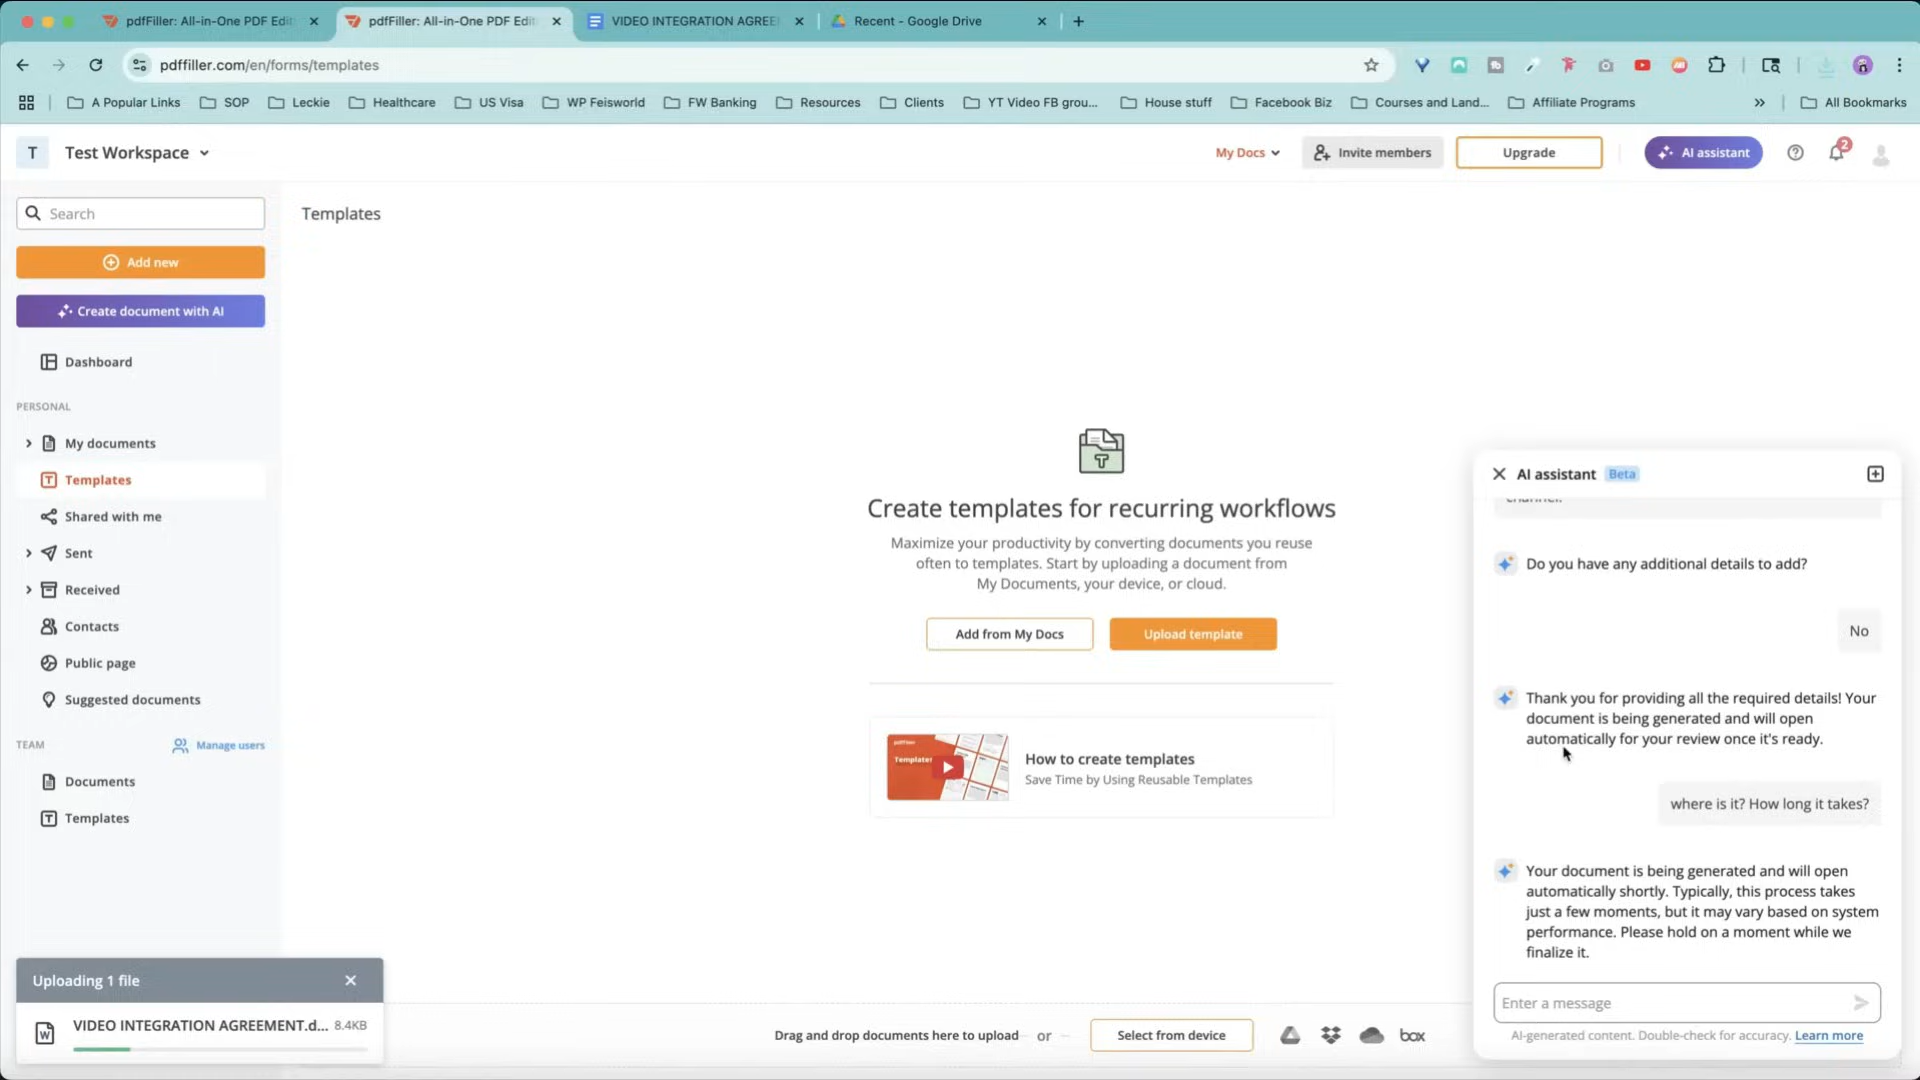 pdfFiller: All-in-One PDF Edit
pdfFiller: All-in-One PDF Edit
VIDEO INTEGRATION AGREE
Recent - Google Drive
pdffiller.com/en/forms/templates
A Popular Links
SOP
Leckie
Healthcare
US Visa
WP Feisworld
FW Banking
Resources
Clients
YT Video FB grou...
House stuff
Facebook Biz
Courses and Land...
Affiliate Programs
All Bookmarks
T
Test Workspace
My Docs
Invite members
Upgrade
AI assistant
2
Search
Add new
Create document with AI
Dashboard
PERSONAL
My documents
Templates
Shared with me
Sent
Received
Contacts
Public page
Suggested documents
TEAM
Manage users
Documents
Templates
Templates
Create templates for recurring workflows
Maximize your productivity by converting documents you reuse
often to templates. Start by uploading a document from
My Documents, your device, or cloud.
Add from My Docs
Upload template
pdfFiller
Templates
How to create templates
Save Time by Using Reusable Templates
AI assistant
Beta
channel.
Do you have any additional details to add?
No
Thank you for providing all the required details! Your
document is being generated and will open
automatically for your review once it's ready.
where is it? How long it takes?
Your document is being generated and will open
automatically shortly. Typically, this process takes
just a few moments, but it may vary based on system
performance. Please hold on a moment while we
finalize it.
Enter a message
AI-generated content. Double-check for accuracy. Learn more
Uploading 1 file
VIDEO INTEGRATION AGREEMENT.d...
8.4KB
Drag and drop documents here to upload
or
Select from device
box